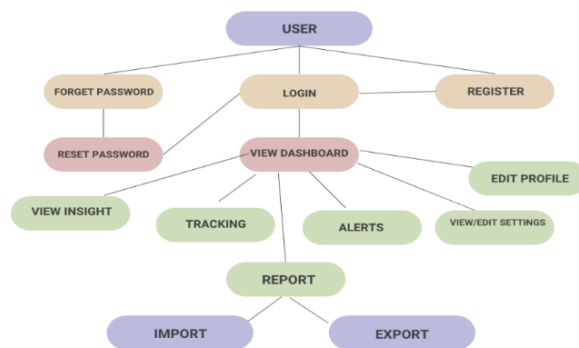 USER
FORGET PASSWORD
LOGIN
REGISTER
RESET PASSWORD
VIEW DASHBOARD
EDIT PROFILE
VIEW INSIGHT
TRACKING
ALERTS
VIEW/EDIT SETTINGS
REPORT
IMPORT
EXPORT